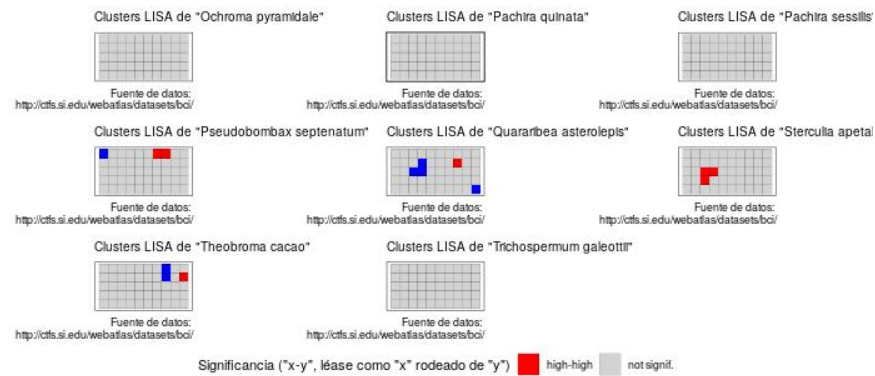 Clusters LISA de "Ochroma pyramidale"
Clusters LISA de "Pachira quinata"
Clusters LISA de "Pachira sessilis"
Fuente de datos:
http://ctfs.si.edu/webatlas/datasets/bci/
Fuente de datos:
http://ctfs.si.edu/webatlas/datasets/bci/
Fuente de datos:
http://ctfs.si.edu/webatlas/datasets/bci/
Clusters LISA de "Pseudobombax septenatum"
Clusters LISA de "Quararibea asterolepis"
Clusters LISA de "Sterculia apetal
Fuente de datos:
http://ctfs.si.edu/webatlas/datasets/bci/
Fuente de datos:
http://ctfs.si.edu/webatlas/datasets/bci/
Fuente de datos:
http://ctfs.si.edu/webatlas/datasets/bci/
Clusters LISA de "Theobroma cacao"
Clusters LISA de "Trichospermum galeottii"
Fuente de datos:
http://ctfs.si.edu/webatlas/datasets/bci/
Fuente de datos:
http://ctfs.si.edu/webatlas/datasets/bci/
Significancia ("x-y", léase como "x" rodeado de "y") high-high not signif.